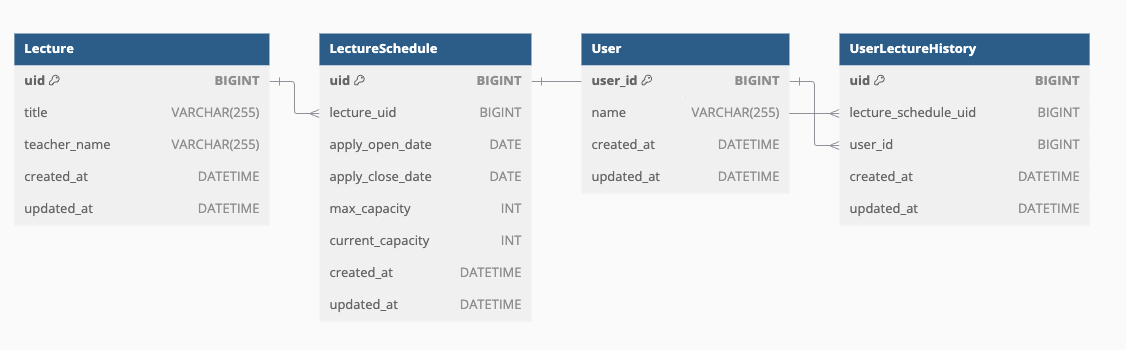 Lecture
uid BIGINT
title VARCHAR(255)
teacher_name VARCHAR(255)
created_at DATETIME
updated_at DATETIME
LectureSchedule
uid BIGINT
lecture_uid BIGINT
apply_open_date DATE
apply_close_date DATE
max_capacity INT
current_capacity INT
created_at DATETIME
updated_at DATETIME
User
user_id BIGINT
name VARCHAR(255)
created_at DATETIME
updated_at DATETIME
UserLectureHistory
uid BIGINT
lecture_schedule_uid BIGINT
user_id BIGINT
created_at DATETIME
updated_at DATETIME